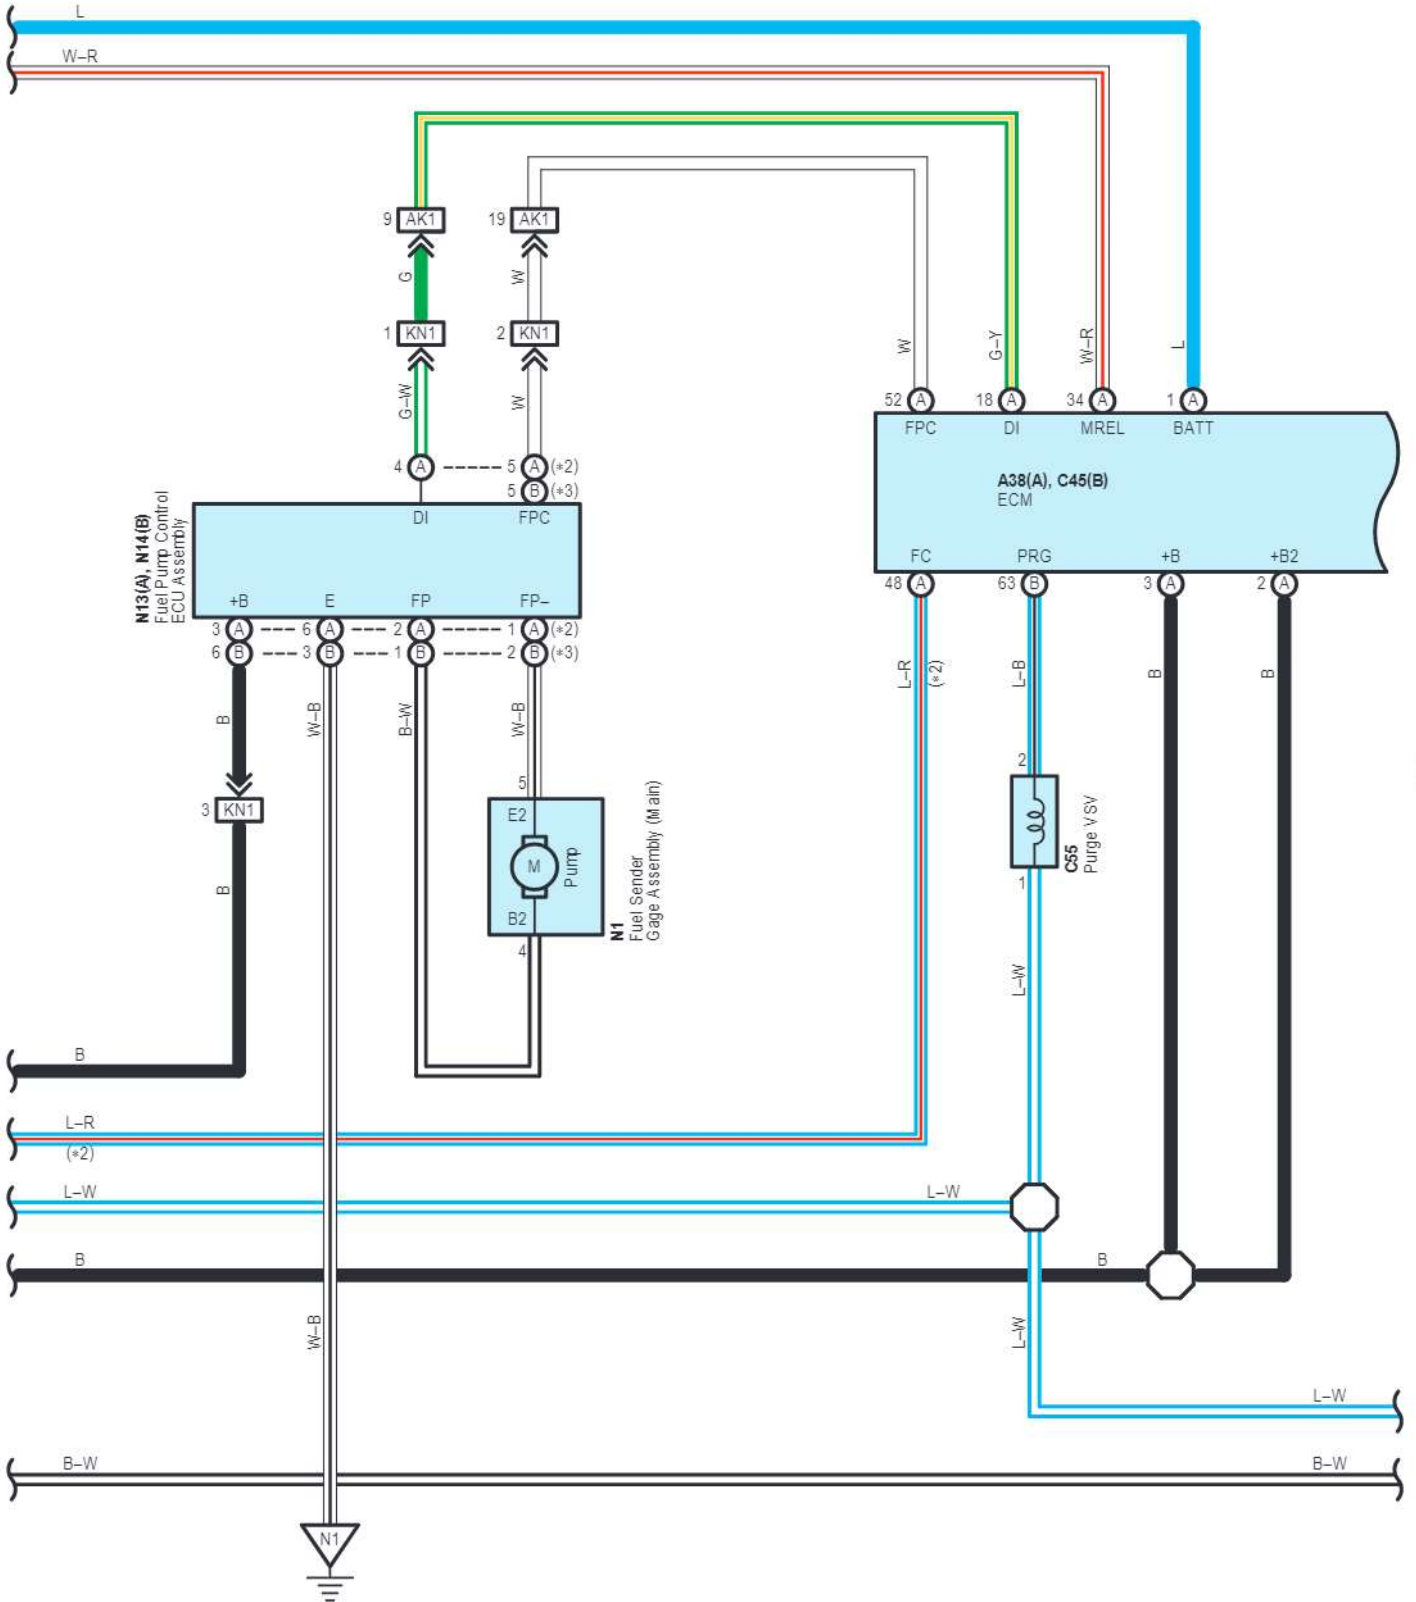 L
W–R
9 AK1
19 AK1
G
W
1 KN1
2 KN1
G–W
W
W
G–Y
W–R
L
52 A
18 A
34 A
1 A
FPC
DI
MREL
BATT
4 A
5 A (*2)
5 B (*3)
N13(A), N14(B)
Fuel Pump Control
ECU Assembly
DI
FPC
+B
E
FP
FP–
A38(A), C45(B)
ECM
FC
PRG
+B
+B2
48 A
63 B
3 A
2 A
3 A
6 A
2 A
1 A (*2)
6 B
3 B
1 B
2 B (*3)
B
W–B
B–W
W–B
L–R
(*2)
L–B
B
B
3 KN1
B
5
E2
M
Pump
B2
4
N1
Fuel Sender
Gage Assembly (Main)
2
C55
Purge VSV
1
L–W
B
L–R
(*2)
L–W
L–W
B
B
W–B
L–W
L–W
B–W
B–W
N1